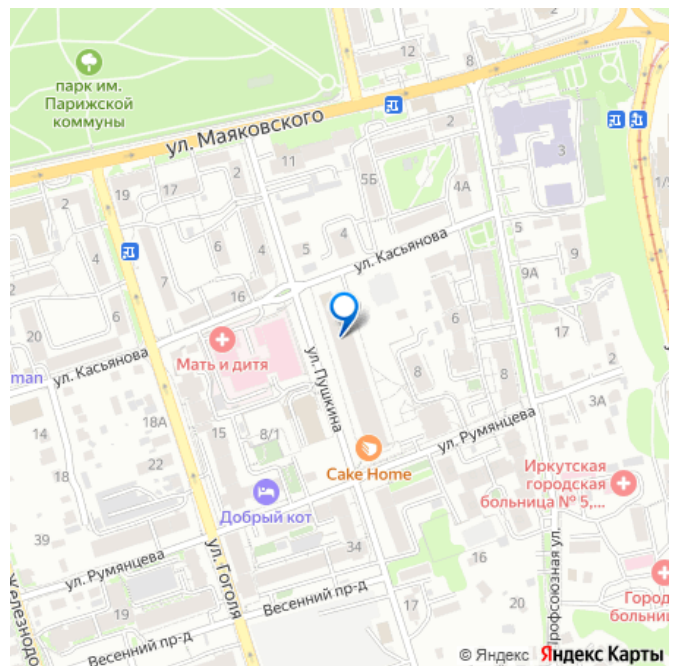 12
8
парк им.
Парижской
коммуны
ул. Маяковского
2
11
3
17
19
5Б
4А
2
2
6
4
5
4
ул. Касьянова
5
9
9А
4
7
16
6
20
6
17
Мать и дитя
ул. Касьянова
man
ул. Пушкина
8
8
2
3А
14
18А
15
8/1
ул. Румянцева
18
22
Cake Home
Иркутская
городская
больница № 5,...
Добрый кот
39
ул. Гоголя
34
16
ул. Румянцева
Весенний пр-д
19
17
20
Профсоюзная ул.
Город
больни
Весенний пр-д
Железнодо
© Яндекс Яндекс Карты